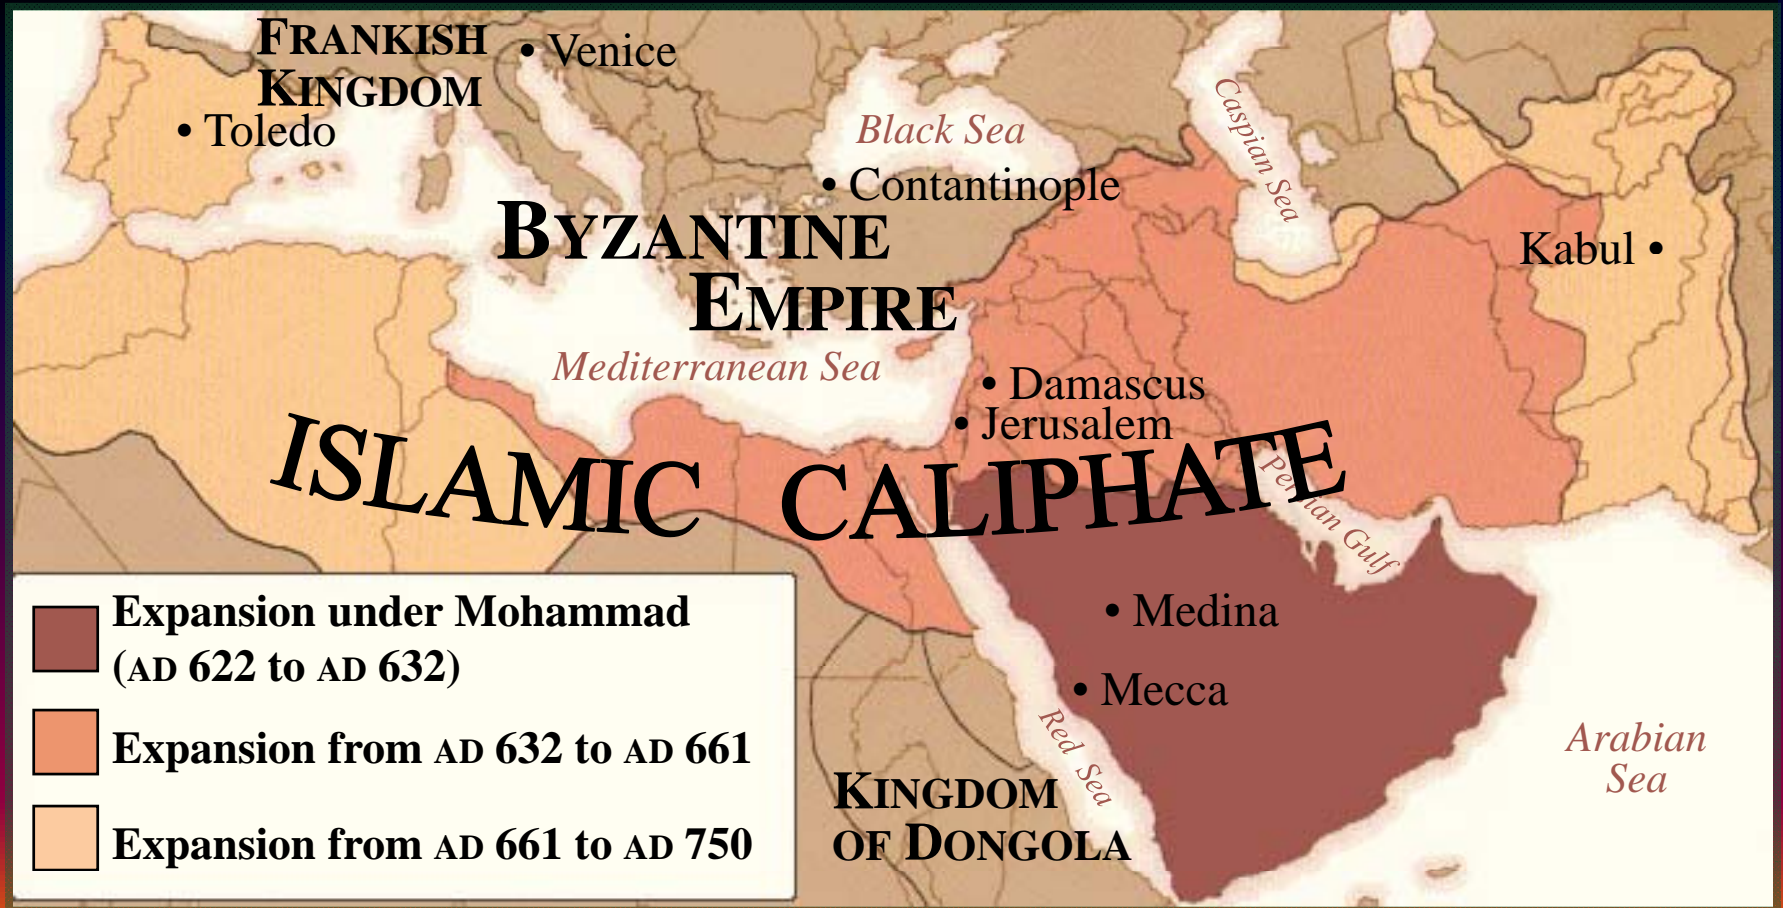 FRANKISH
KINGDOM
• Venice
• Toledo
Black Sea
Caspian Sea
• Contantinople
BYZANTINE
EMPIRE
Kabul •
Mediterranean Sea
• Damascus
• Jerusalem
ISLAMIC CALIPHATE
Persian Gulf
• Medina
• Mecca
Red Sea
Arabian
Sea
KINGDOM
OF DONGOLA
Expansion under Mohammad
(AD 622 to AD 632)
Expansion from AD 632 to AD 661
Expansion from AD 661 to AD 750